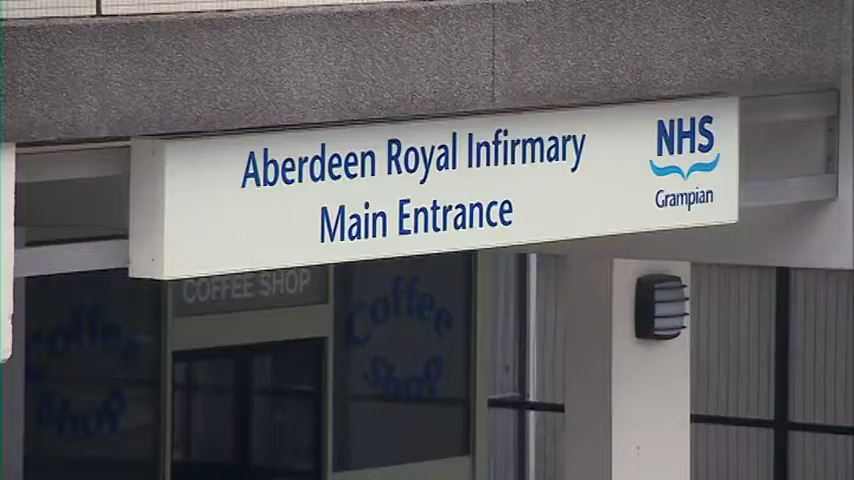 Aberdeen Royal Infirmary
Main Entrance
NHS
Grampian
COFFEE SHOP
Coffee
Shop
Coffee
Shop